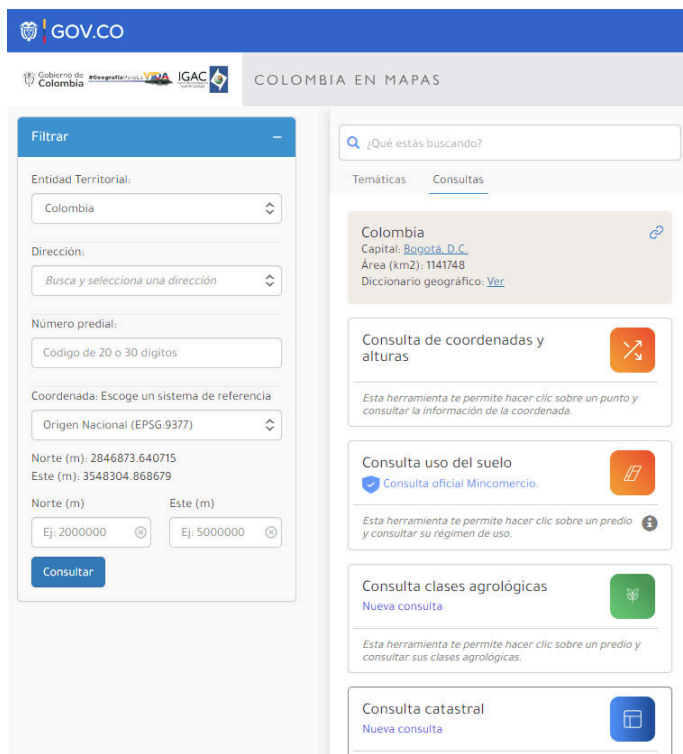 GOV.CO
Gobierno de
Colombia
#GeografíaParaLaVIDA
IGAC
COLOMBIA EN MAPAS
Filtrar
Entidad Territorial:
Colombia
Dirección:
Busca y selecciona una dirección
Número predial:
Código de 20 o 30 dígitos
Coordenada: Escoge un sistema de referencia
Origen Nacional (EPSG:9377)
Norte (m): 2846873.640715
Este (m): 3548304.868679
Norte (m) Este (m)
Ej: 2000000 Ej: 5000000
Consultar
¿Qué estás buscando?
Temáticas Consultas
Colombia
Capital: Bogotá, D.C.
Área (km2): 1141748
Diccionario geográfico: Ver
Consulta de coordenadas y
alturas
Esta herramienta te permite hacer clic sobre un punto y
consultar la información de la coordenada.
Consulta uso del suelo
Consulta oficial Mincomercio.
Esta herramienta te permite hacer clic sobre un predio
y consultar su régimen de uso.
Consulta clases agrológicas
Nueva consulta
Esta herramienta te permite hacer clic sobre un predio y
consultar sus clases agrológicas.
Consulta catastral
Nueva consulta